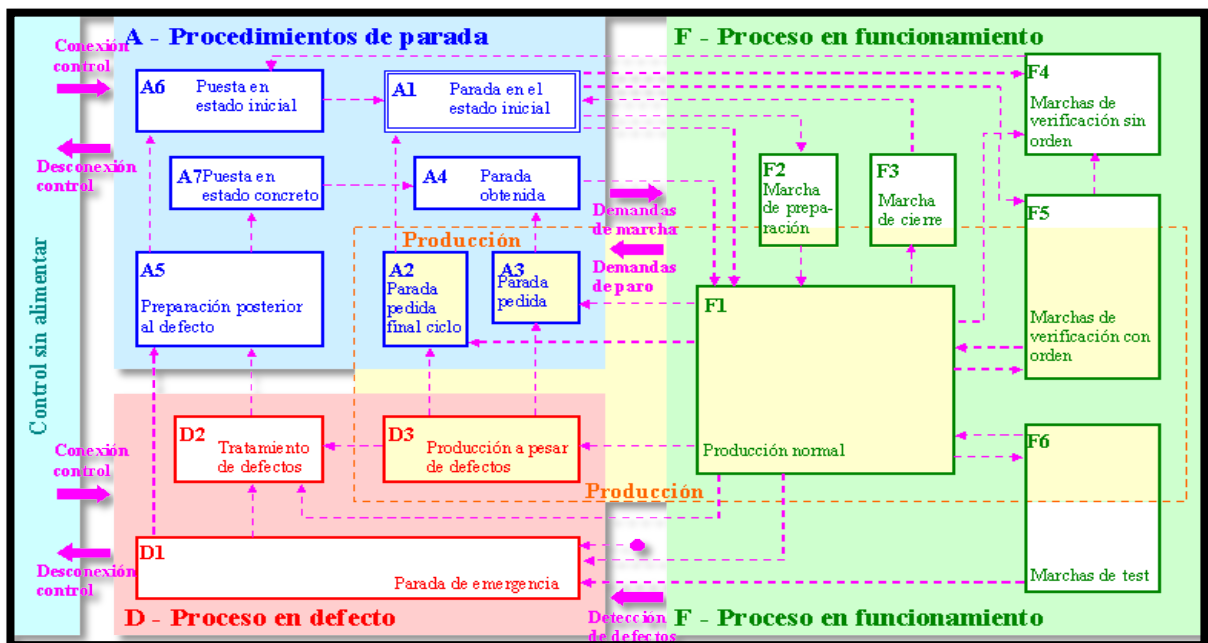 Control sin alimentar
Conexión
control
Desconexión
control
Conexión
control
Desconexión
control
A - Procedimientos de parada
A6
Puesta en
estado inicial
A1
Parada en el
estado inicial
A7
Puesta en
estado concreto
A4
Parada
obtenida
A5
Preparación posterior
al defecto
A2
Parada
pedida
final ciclo
A3
Parada
pedida
Producción
Demandas
de marcha
Demandas
de paro
F - Proceso en funcionamiento
F4
Marchas de
verificación sin
orden
F2
Marcha
de prepa-
ración
F3
Marcha
de cierre
F5
Marchas de
verificación con
orden
F1
Producción normal
F6
Marchas de test
Producción
D2
Tratamiento
de defectos
D3
Producción a pesar
de defectos
D1
Parada de emergencia
D - Proceso en defecto
Detección
de defectos
F - Proceso en funcionamiento